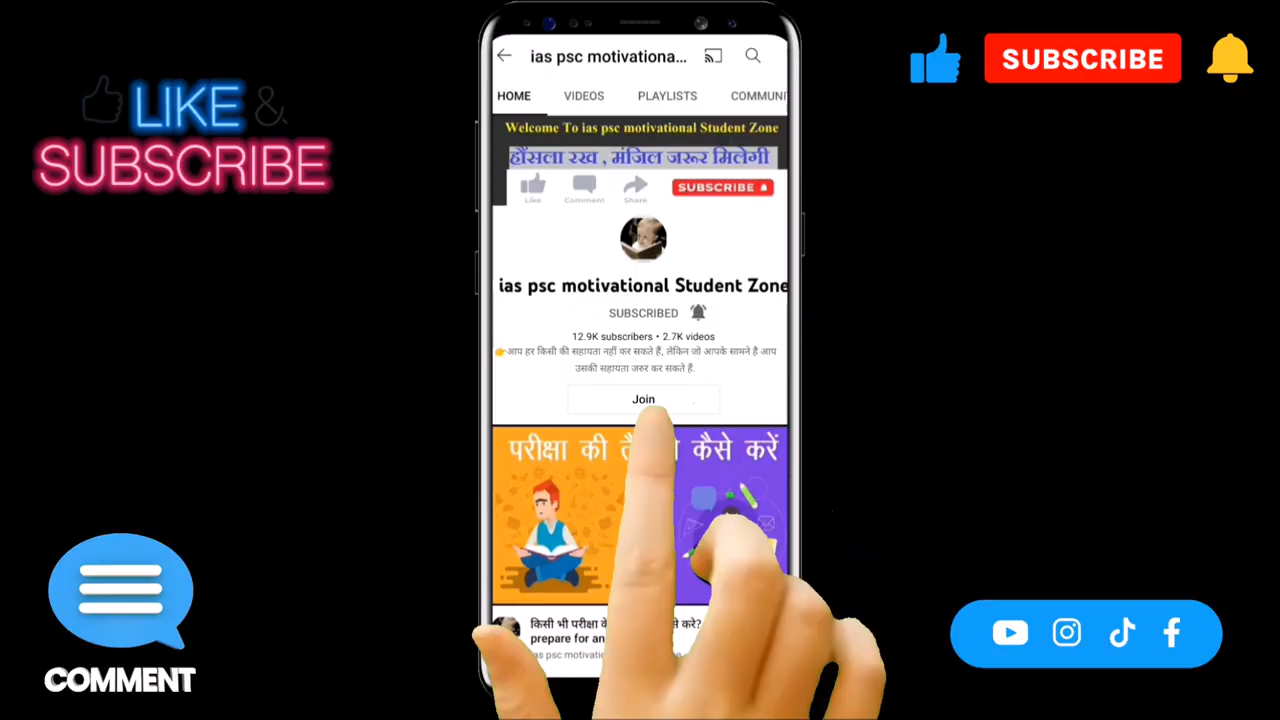 LIKE &
SUBSCRIBE
SUBSCRIBE
ias psc motivationa...
HOME VIDEOS PLAYLISTS COMMUNI
Welcome To ias psc motivational Student Zone
हौंसला रख , मंजिल जरूर मिलेगी
Like Comment Share SUBSCRIBE
ias psc motivational Student Zone
SUBSCRIBED
12.9K subscribers • 2.7K videos
👉आप हर किसी की सहायता नहीं कर सकते हैं, लेकिन जो आपके सामने है आप
उसकी सहायता जरुर कर सकते हैं.
Join
परीक्षा की कैसे करें
किसी भी परीक्षा से करे?
prepare for an
ias psc motivatio
COMMENT